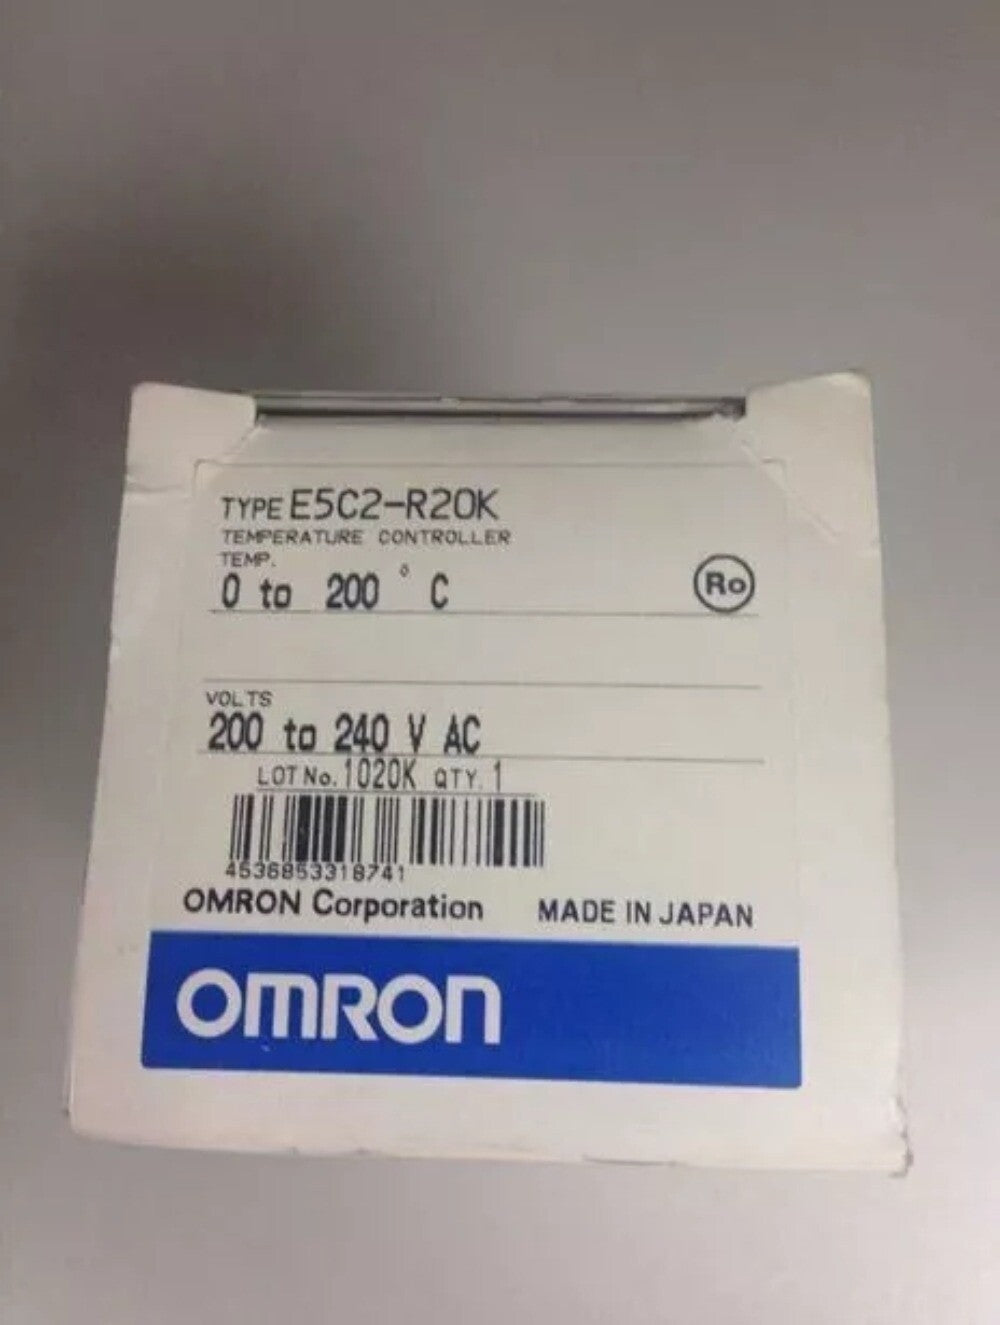 TYPE E5C2-R20K
TEMPERATURE CONTROLLER
TEMP.
0 to 200 ° C
Ro
VOLTS
200 to 240 V AC
LOT No. 1020K QTY. 1
4536853318741
OMRON Corporation MADE IN JAPAN
OMRON